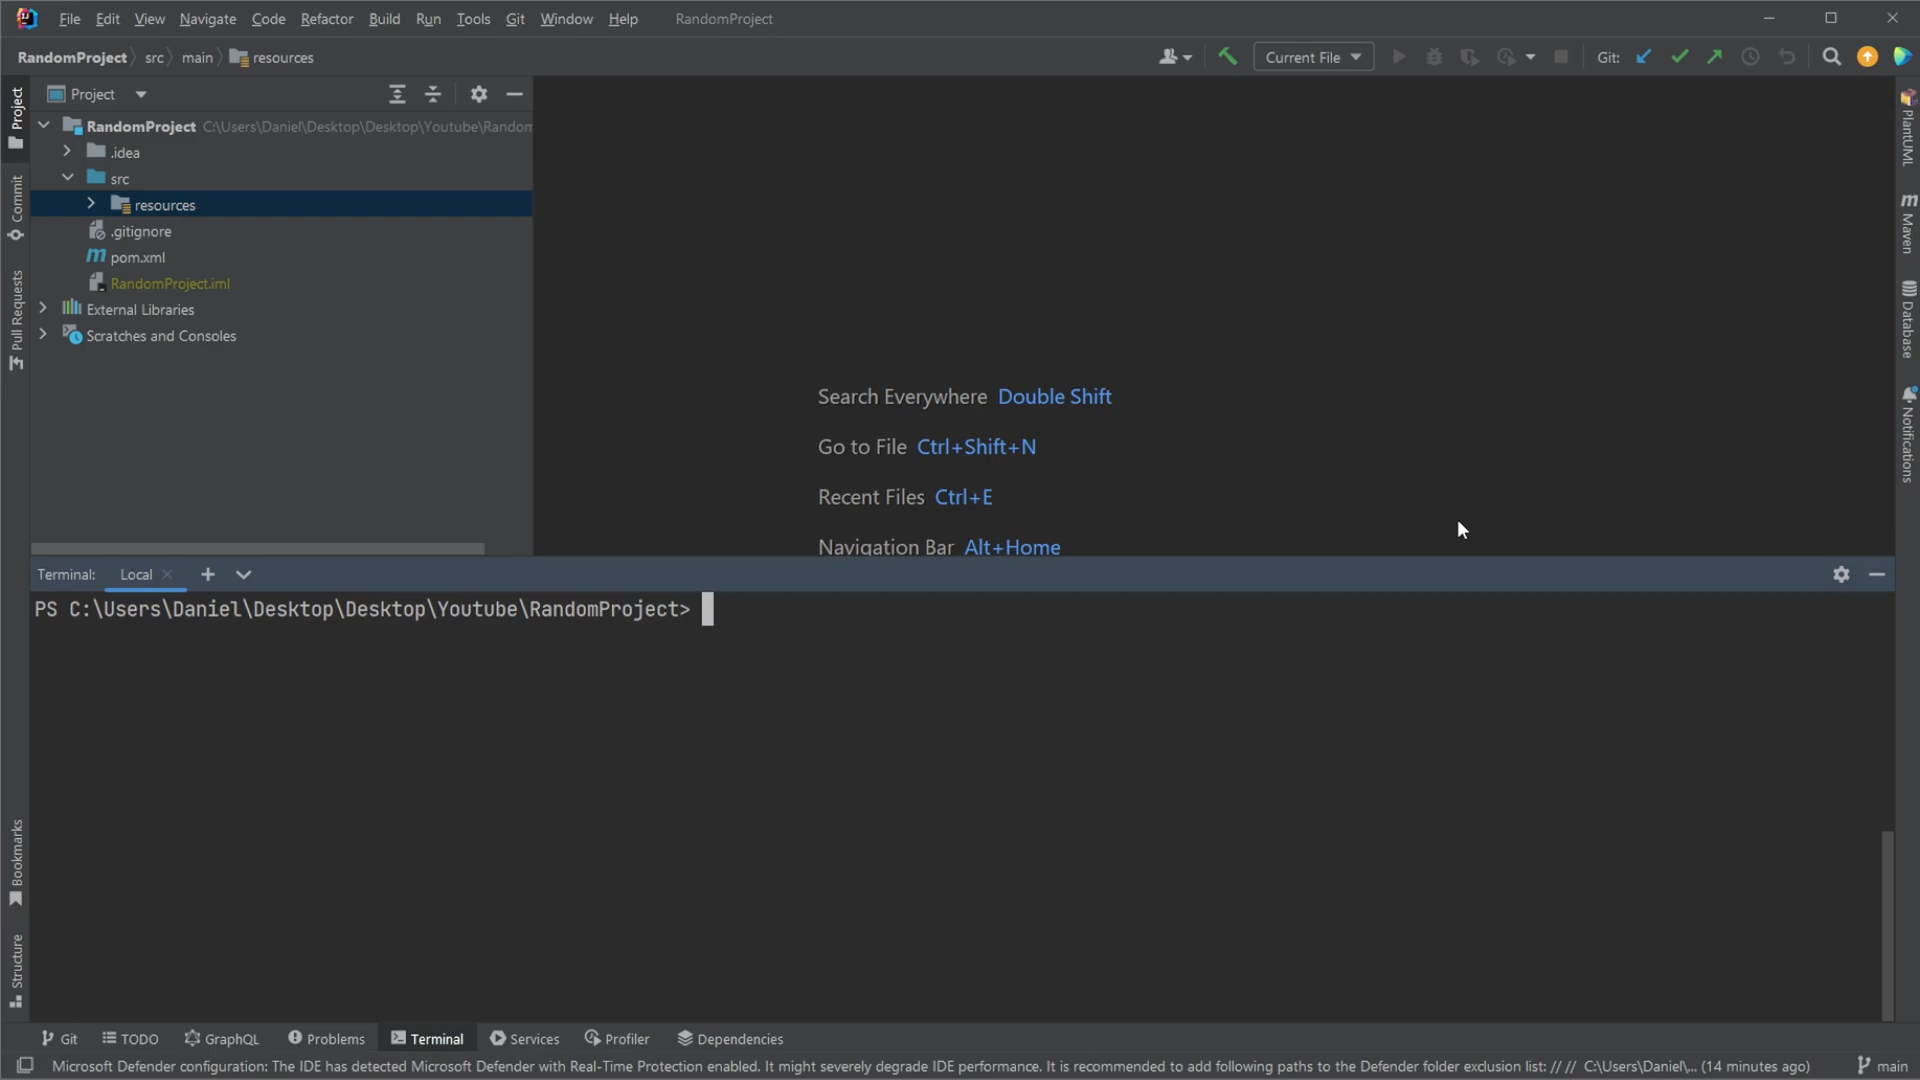 File Edit View Navigate Code Refactor Build Run Tools Git Window Help RandomProject
RandomProject src main resources
Current File
Git:
Project
RandomProject C:\Users\Daniel\Desktop\Desktop\Youtube\Random
.idea
src
resources
.gitignore
pom.xml
RandomProject.iml
External Libraries
Scratches and Consoles
Project
Commit
Pull Requests
Bookmarks
Structure
Search Everywhere Double Shift
Go to File Ctrl+Shift+N
Recent Files Ctrl+E
Navigation Bar Alt+Home
PlantUML
Maven
Database
Notifications
Terminal: Local
PS C:\Users\Daniel\Desktop\Desktop\Youtube\RandomProject>
Git TODO GraphQL Problems Terminal Services Profiler Dependencies
Microsoft Defender configuration: The IDE has detected Microsoft Defender with Real-Time Protection enabled. It might severely degrade IDE performance. It is recommended to add following paths to the Defender folder exclusion list: // // C:\Users\Daniel\... (14 minutes ago) main